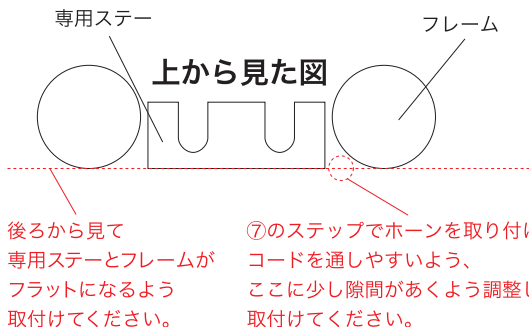 専用ステー
フレーム
上から見た図
後ろから見て
専用ステーとフレームが
フラットになるよう
取付けてください。
⑦のステップでホーンを取り付け
コードを通しやすいよう、
ここに少し隙間があくよう調整し
取付けてください。